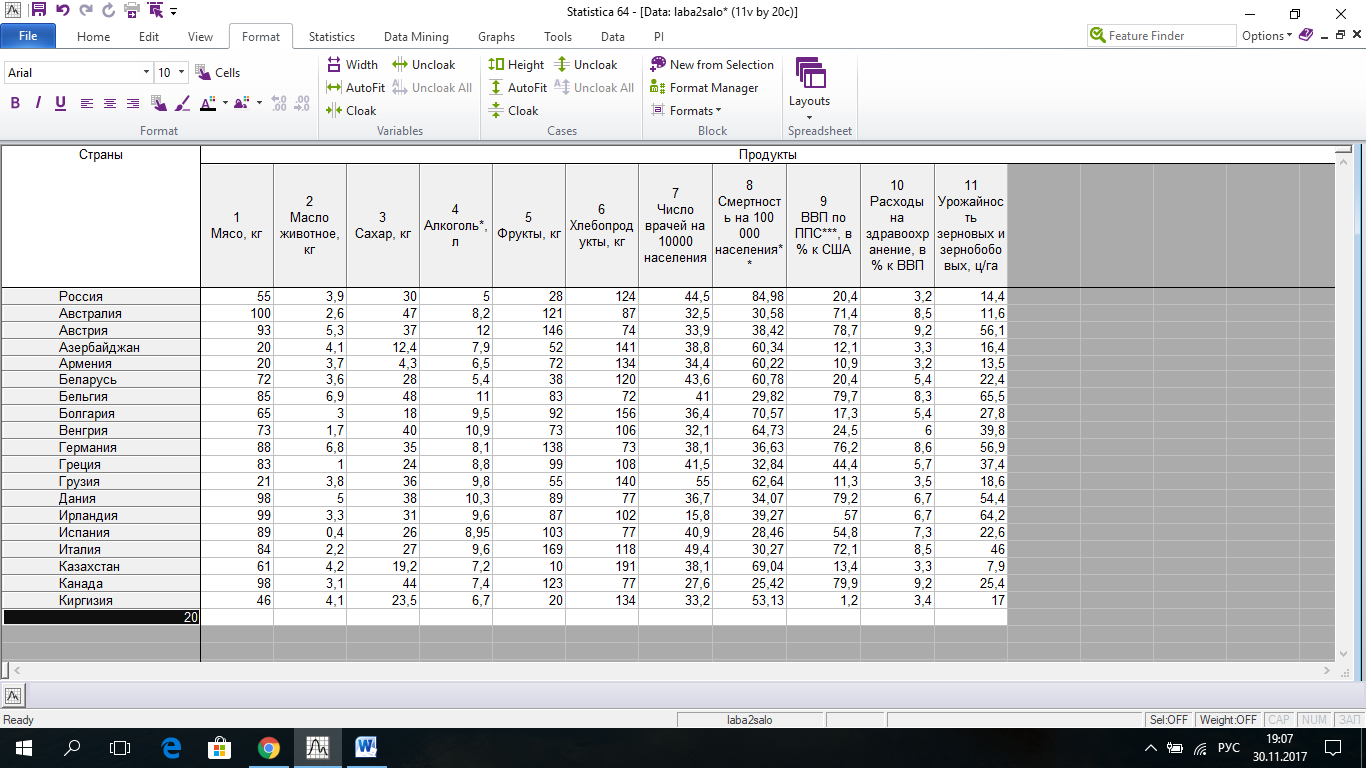 Statistica 64 - [Data: laba2salo* (11v by 20c)]
File Home Edit View Format Statistics Data Mining Graphs Tools Data PI Feature Finder Options
Arial 10 Cells Width Uncloak Height Uncloak New from Selection
B I U AutoFit Uncloak All AutoFit Uncloak All Format Manager Layouts
Cloak Cloak Formats
Format Variables Cases Block Spreadsheet
Страны Продукты
1
Мясо, кг
2
Масло
животное,
кг
3
Сахар, кг
4
Алкоголь*,
л
5
Фрукты, кг
6
Хлебопрод
укты, кг
7
Число
врачей на
10000
населения
8
Смертност
ь на 100
000
населения*
*
9
ВВП по
ППС***, в
% к США
10
Расходы
на
здравоохр
анение, в
% к ВВП
11
Урожайнос
ть
зерновых и
зернобобо
вых, ц/га
Россия 55 3,9 30 5 28 124 44,5 84,98 20,4 3,2 14,4
Австралия 100 2,6 47 8,2 121 87 32,5 30,58 71,4 8,5 11,6
Австрия 93 5,3 37 12 146 74 33,9 38,42 78,7 9,2 56,1
Азербайджан 20 4,1 12,4 7,9 52 141 38,8 60,34 12,1 3,3 16,4
Армения 20 3,7 4,3 6,5 72 134 34,4 60,22 10,9 3,2 13,5
Беларусь 72 3,6 28 5,4 38 120 43,6 60,78 20,4 5,4 22,4
Бельгия 85 6,9 48 11 83 72 41 29,82 79,7 8,3 65,5
Болгария 65 3 18 9,5 92 156 36,4 70,57 17,3 5,4 27,8
Венгрия 73 1,7 40 10,9 73 106 32,1 64,73 24,5 6 39,8
Германия 88 6,8 35 8,1 138 73 38,1 36,63 76,2 8,6 56,9
Греция 83 1 24 8,8 99 108 41,5 32,84 44,4 5,7 37,4
Грузия 21 3,8 36 9,8 55 140 55 62,64 11,3 3,5 18,6
Дания 98 5 38 10,3 89 77 36,7 34,07 79,2 6,7 54,4
Ирландия 99 3,3 31 9,6 87 102 15,8 39,27 57 6,7 64,2
Испания 89 0,4 26 8,95 103 77 40,9 28,46 54,8 7,3 22,6
Италия 84 2,2 27 9,6 169 118 49,4 30,27 72,1 8,5 46
Казахстан 61 4,2 19,2 7,2 10 191 38,1 69,04 13,4 3,3 7,9
Канада 98 3,1 44 7,4 123 77 27,6 25,42 79,9 9,2 25,4
Киргизия 46 4,1 23,5 6,7 20 134 33,2 53,13 1,2 3,4 17
20
Ready laba2salo Sel:OFF Weight:OFF CAP NUM ЗАП
РУС 19:07
30.11.2017